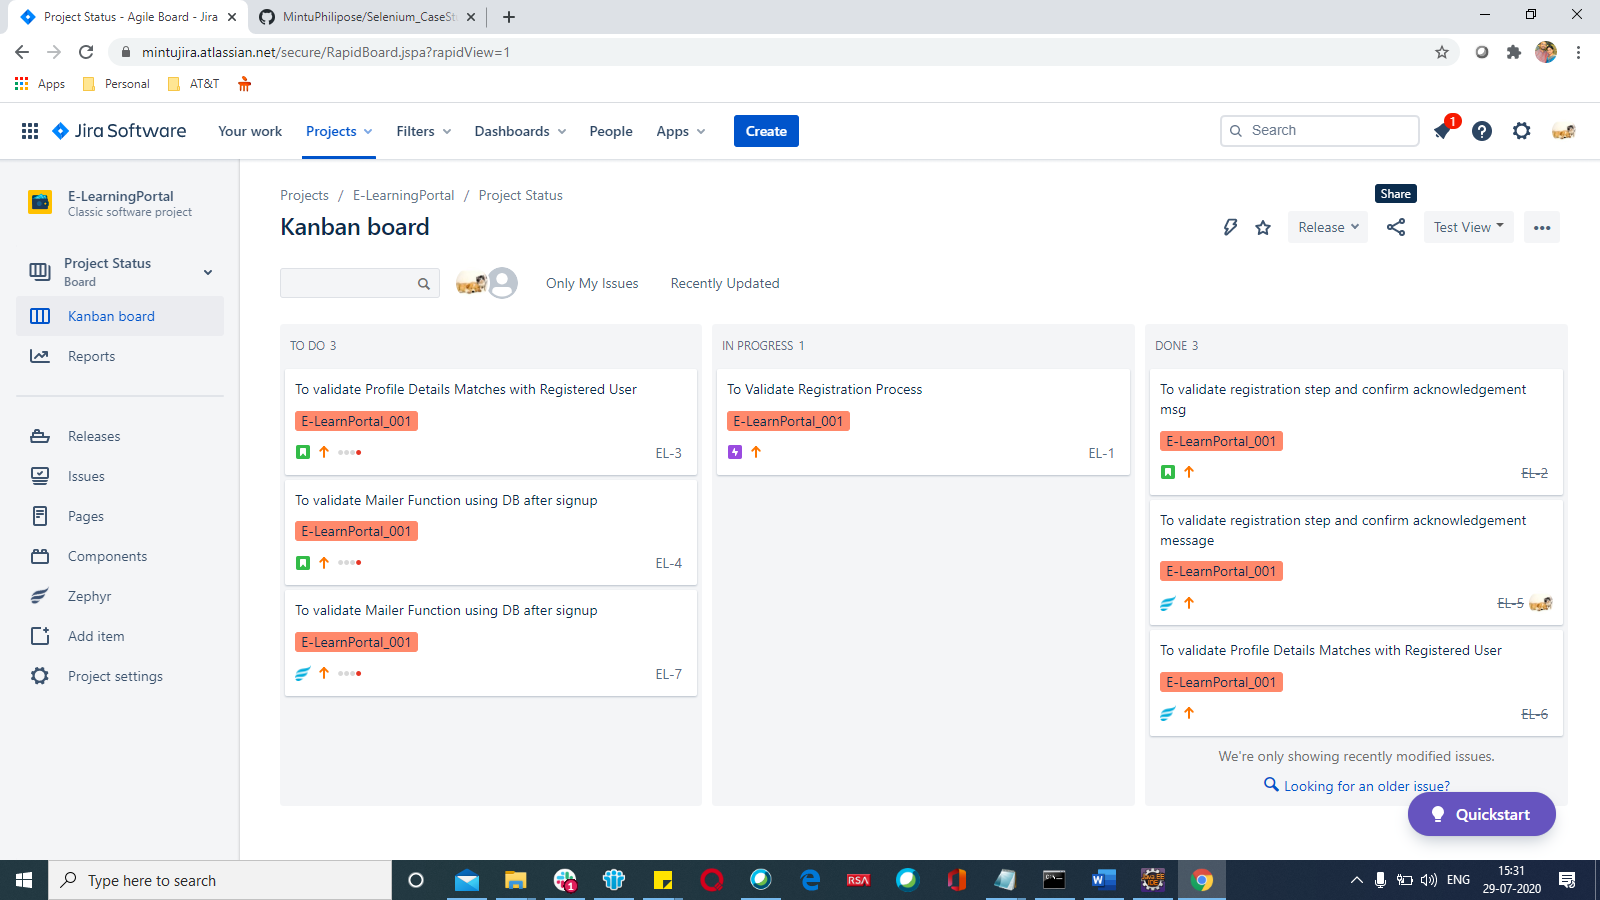 Project Status - Agile Board - Jira
MintuPhilipose/Selenium_CaseSt
mintujira.atlassian.net/secure/RapidBoard.jspa?rapidView=1
Apps Personal AT&T
Jira Software Your work Projects Filters Dashboards People Apps Create Search 1
E-LearningPortal
Classic software project
Project Status
Board
Kanban board
Reports
Releases
Issues
Pages
Components
Zephyr
Add item
Project settings
Projects / E-LearningPortal / Project Status
Share
Kanban board
Release Test View
Only My Issues Recently Updated
TO DO 3
To validate Profile Details Matches with Registered User
E-LearnPortal_001
EL-3
To validate Mailer Function using DB after signup
E-LearnPortal_001
EL-4
To validate Mailer Function using DB after signup
E-LearnPortal_001
EL-7
IN PROGRESS 1
To Validate Registration Process
E-LearnPortal_001
EL-1
DONE 3
To validate registration step and confirm acknowledgement
msg
E-LearnPortal_001
EL-2
To validate registration step and confirm acknowledgement
message
E-LearnPortal_001
EL-5
To validate Profile Details Matches with Registered User
E-LearnPortal_001
EL-6
We're only showing recently modified issues.
Looking for an older issue?
Quickstart
Type here to search
1
RSA
ENG
15:31
29-07-2020